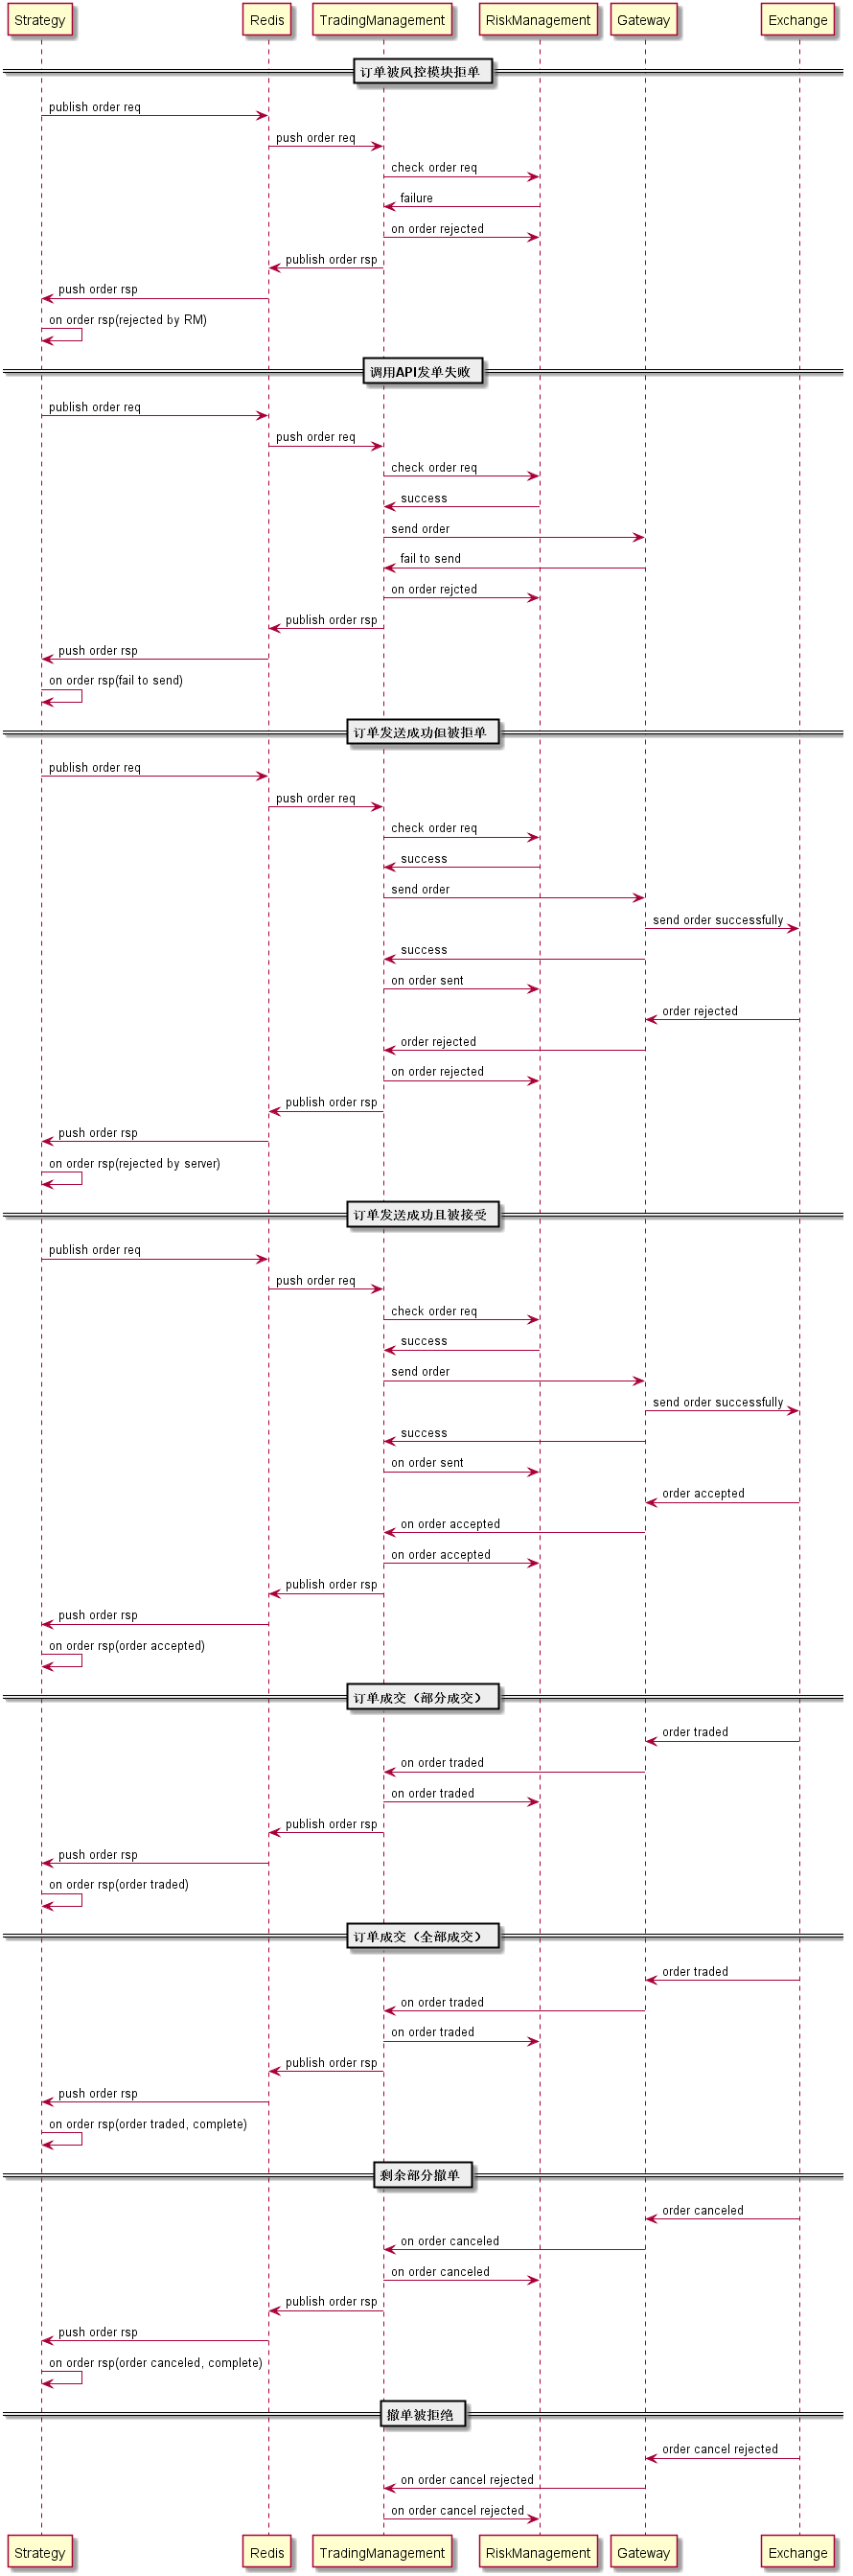 Strategy Redis TradingManagement RiskManagement Gateway Exchange
订单被风控模块拒单
publish order req
push order req
check order req
failure
on order rejected
publish order rsp
push order rsp
on order rsp(rejected by RM)
调用API发单失败
publish order req
push order req
check order req
success
send order
fail to send
on order rejcted
publish order rsp
push order rsp
on order rsp(fail to send)
订单发送成功但被拒单
publish order req
push order req
check order req
success
send order
send order successfully
success
on order sent
order rejected
order rejected
on order rejected
publish order rsp
push order rsp
on order rsp(rejected by server)
订单发送成功且被接受
publish order req
push order req
check order req
success
send order
send order successfully
success
on order sent
order accepted
on order accepted
on order accepted
publish order rsp
push order rsp
on order rsp(order accepted)
订单成交（部分成交）
order traded
on order traded
on order traded
publish order rsp
push order rsp
on order rsp(order traded)
订单成交（全部成交）
order traded
on order traded
on order traded
publish order rsp
push order rsp
on order rsp(order traded, complete)
剩余部分撤单
order canceled
on order canceled
on order canceled
publish order rsp
push order rsp
on order rsp(order canceled, complete)
撤单被拒绝
order cancel rejected
on order cancel rejected
on order cancel rejected
Strategy Redis TradingManagement RiskManagement Gateway Exchange